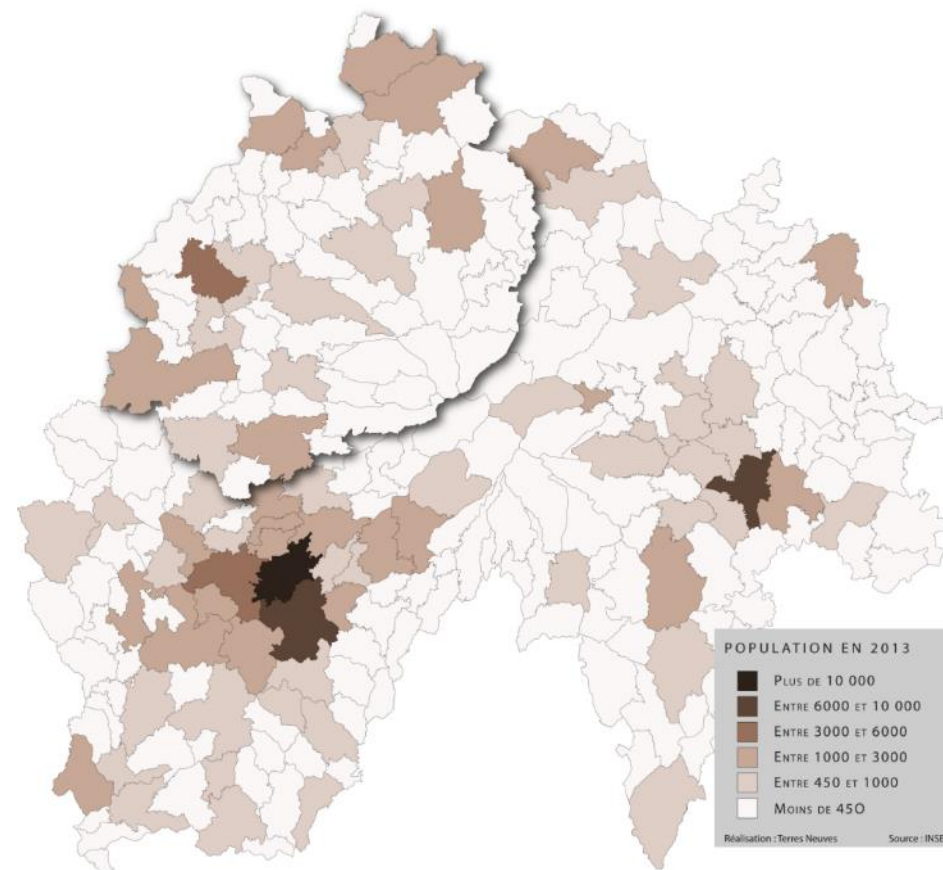 POPULATION EN 2013
PLUS DE 10 000
ENTRE 6000 ET 10 000
ENTRE 3000 ET 6000
ENTRE 1000 ET 3000
ENTRE 450 ET 1000
MOINS DE 45O
Réalisation : Terres Neuves Source : INSE